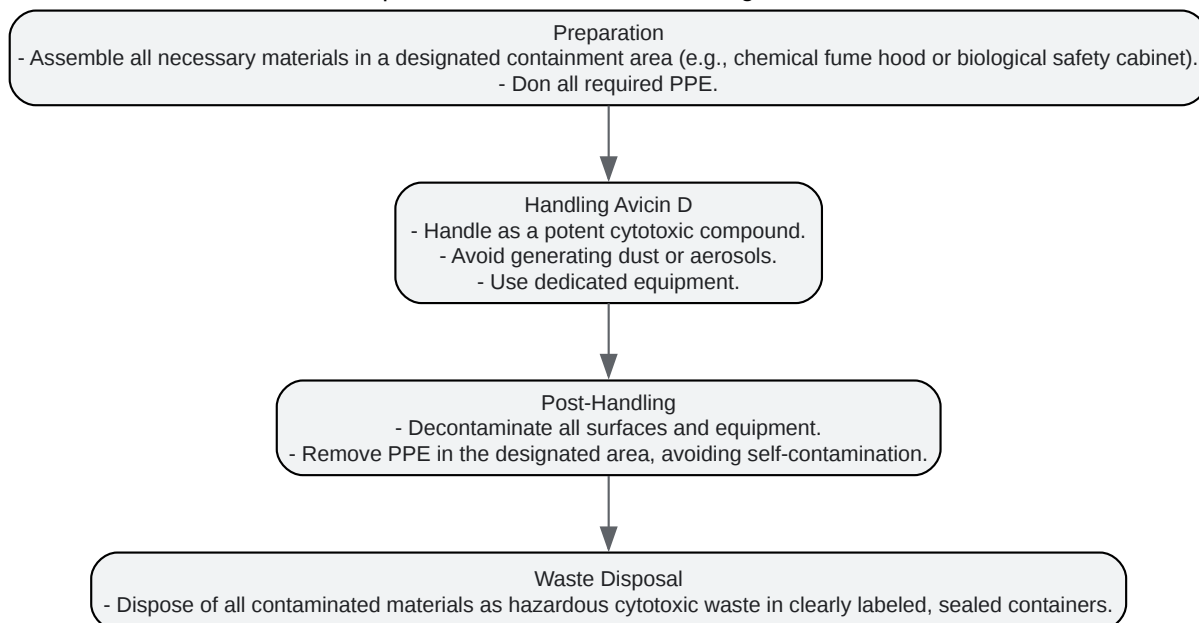 Preparation
- Assemble all necessary materials in a designated containment area (e.g., chemical fume hood or biological safety cabinet).
- Don all required PPE.
Handling Avicin D
- Handle as a potent cytotoxic compound.
- Avoid generating dust or aerosols.
- Use dedicated equipment.
Post-Handling
- Decontaminate all surfaces and equipment.
- Remove PPE in the designated area, avoiding self-contamination.
Waste Disposal
- Dispose of all contaminated materials as hazardous cytotoxic waste in clearly labeled, sealed containers.